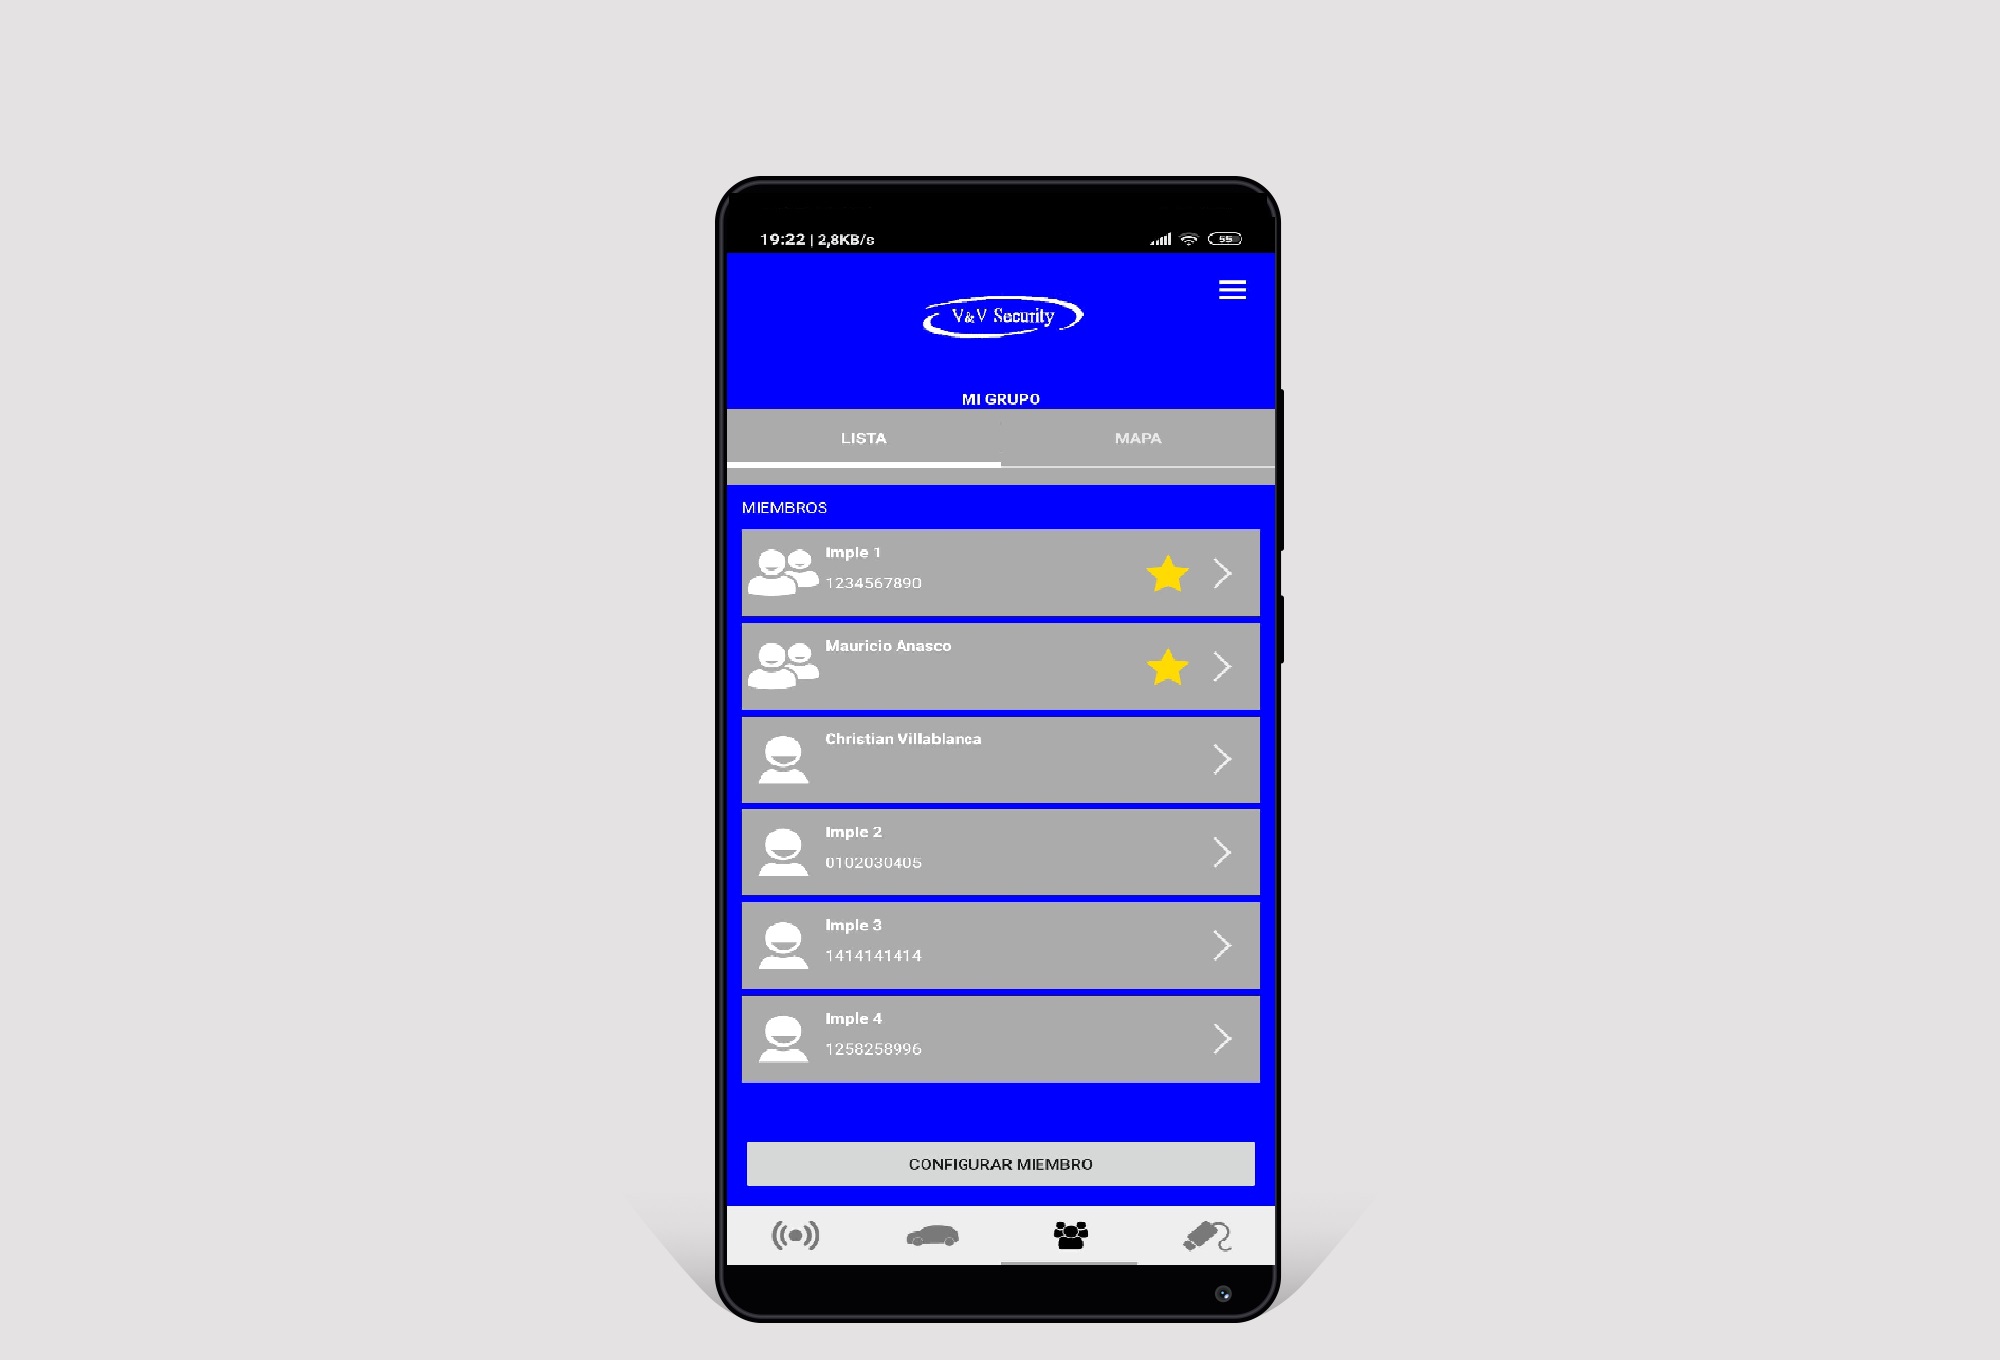 19:22 | 2,8KB/s
55
V&V Security
MI GRUPO
LISTA
MAPA
MIEMBROS
Imple 1
1234567890
Mauricio Anasco
Christian Villablanca
Imple 2
0102030405
Imple 3
1414141414
Imple 4
1258258996
CONFIGURAR MIEMBRO